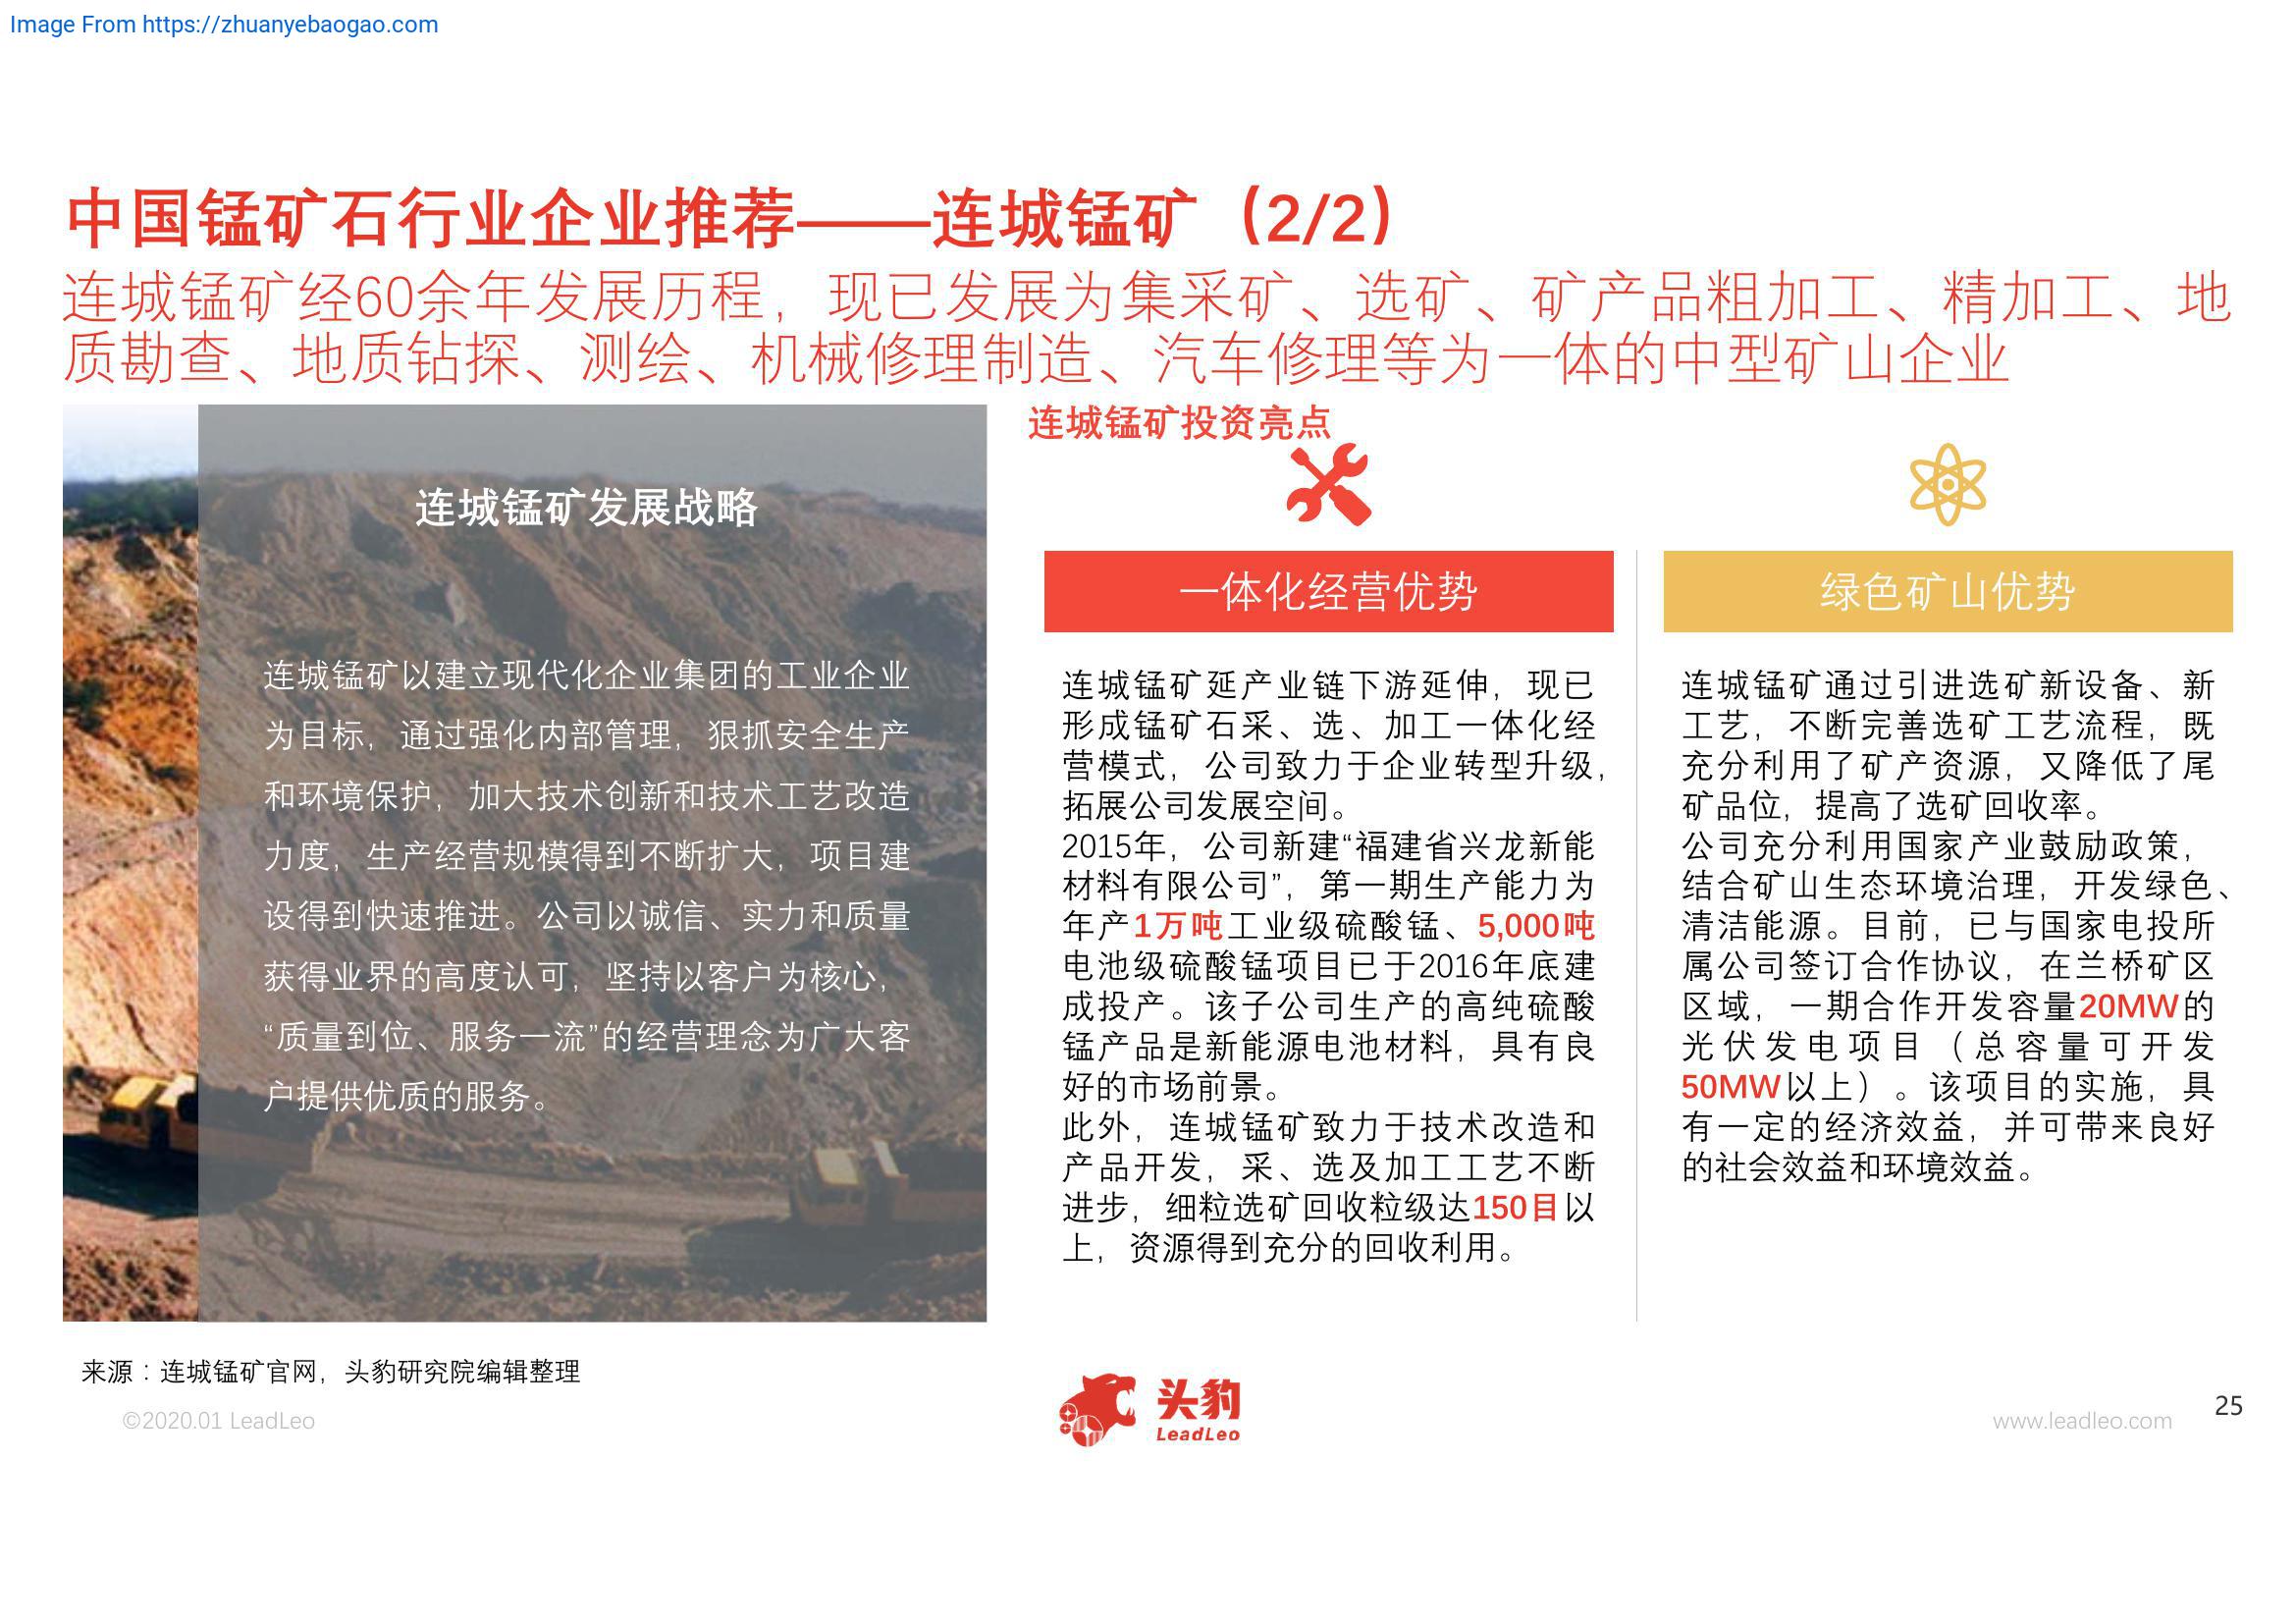 Image From https://zhuanyebaogao.com
中国锰矿石行业企业推荐——连城锰矿（2/2）
连城锰矿经60余年发展历程，现已发展为集采矿、选矿、矿产品粗加工、精加工、地
质勘查、地质钻探、测绘、机械修理制造、汽车修理等为一体的中型矿山企业
连城锰矿发展战略
连城锰矿以建立现代化企业集团的工业企业
为目标，通过强化内部管理，狠抓安全生产
和环境保护，加大技术创新和技术工艺改造
力度，生产经营规模得到不断扩大，项目建
设得到快速推进。公司以诚信、实力和质量
获得业界的高度认可，坚持以客户为核心，
“质量到位、服务一流”的经营理念为广大客
户提供优质的服务。
连城锰矿投资亮点
一体化经营优势
连城锰矿延产业链下游延伸，现已
形成锰矿石采、选、加工一体化经
营模式，公司致力于企业转型升级，
拓展公司发展空间。
2015年，公司新建“福建省兴龙新能
材料有限公司”，第一期生产能力为
年产1万吨工业级硫酸锰、5,000吨
电池级硫酸锰项目已于2016年底建
成投产。该子公司生产的高纯硫酸
锰产品是新能源电池材料，具有良
好的市场前景。
此外，连城锰矿致力于技术改造和
产品开发，采、选及加工工艺不断
进步，细粒选矿回收粒级达150目以
上，资源得到充分的回收利用。
绿色矿山优势
连城锰矿通过引进选矿新设备、新
工艺，不断完善选矿工艺流程，既
充分利用了矿产资源，又降低了尾
矿品位，提高了选矿回收率。
公司充分利用国家产业鼓励政策，
结合矿山生态环境治理，开发绿色、
清洁能源。目前，已与国家电投所
属公司签订合作协议，在兰桥矿区
区域，一期合作开发容量20MW的
光伏发电项目（总容量可开发
50MW以上）。该项目的实施，具
有一定的经济效益，并可带来良好
的社会效益和环境效益。
来源：连城锰矿官网，头豹研究院编辑整理
©2020.01 LeadLeo
头豹
LeadLeo
www.leadleo.com
25